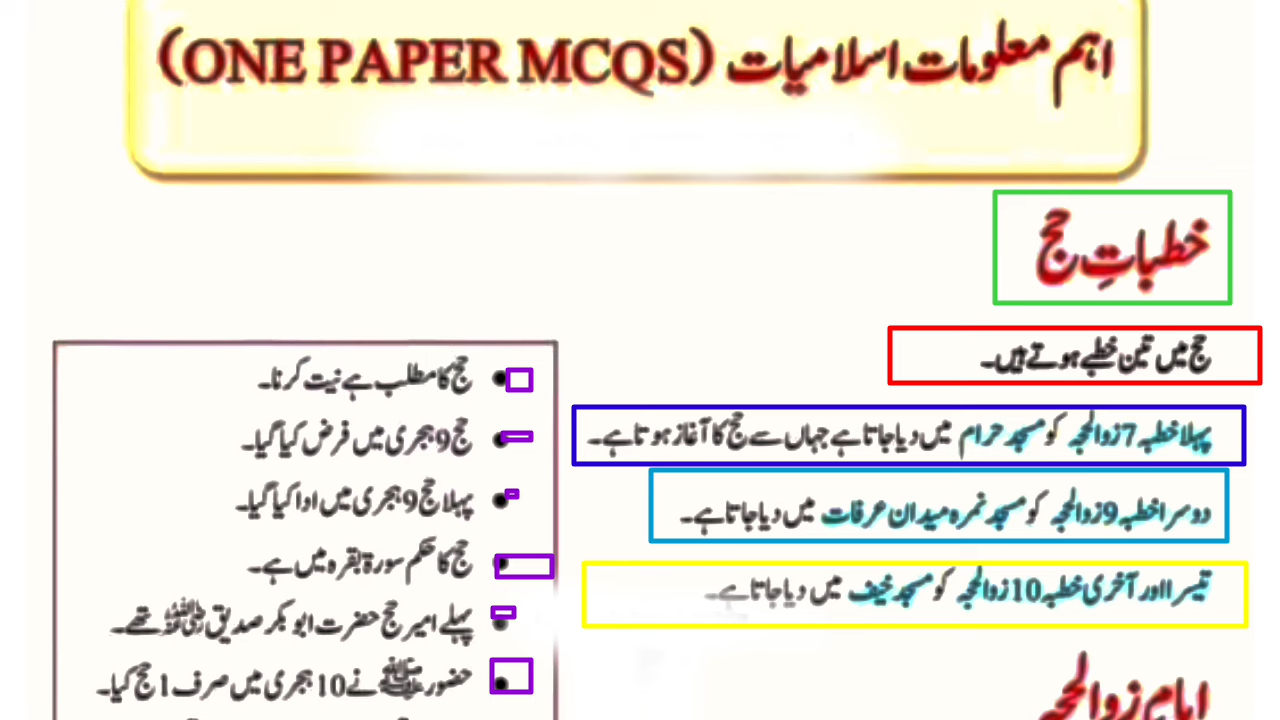 اہم معلومات اسلامیات (ONE PAPER MCQS)
خطباتِ حج
حج میں تین خطبے ہوتے ہیں۔
پہلا خطبہ 7 ذوالحجہ کو مسجد حرام میں دیا جاتا ہے جہاں سے حج کا آغاز ہوتا ہے۔
دوسرا خطبہ 9 ذوالحجہ کو مسجد نمرہ میدان عرفات میں دیا جاتا ہے۔
تیسرا اور آخری خطبہ 10 ذوالحجہ کو مسجد خیف میں دیا جاتا ہے۔
ایام ذوالحجہ
• حج کا مطلب ہے نیت کرنا۔
• حج 9 ہجری میں فرض کیا گیا۔
• پہلا حج 9 ہجری میں ادا کیا گیا۔
• حج کا حکم سورۃ بقرہ میں ہے۔
• پہلے امیر حج حضرت ابو بکر صدیق رضی اللہ عنہ تھے۔
• حضور ﷺ نے 10 ہجری میں صرف 1 حج کیا۔